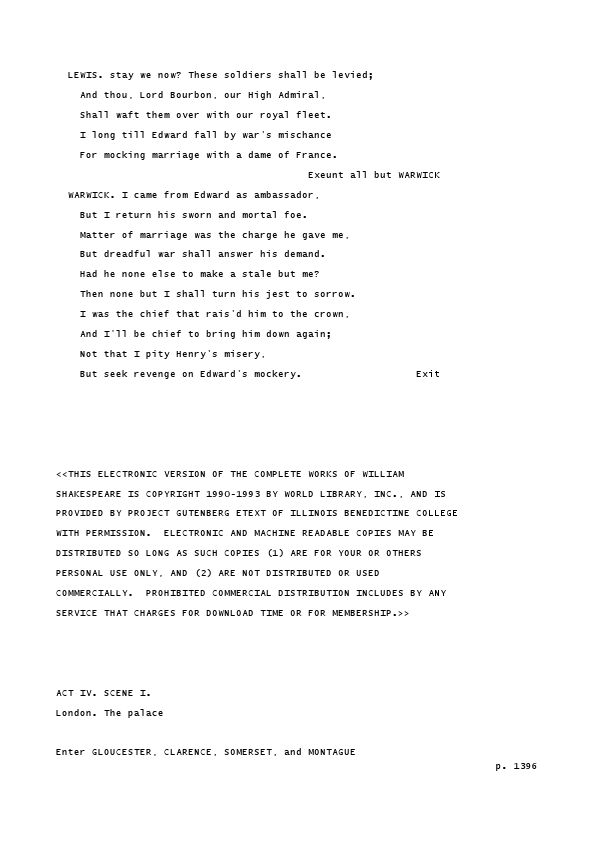 LEWIS. stay we now? These soldiers shall be levied;
And thou, Lord Bourbon, our High Admiral,
Shall waft them over with our royal fleet.
I long till Edward fall by war's mischance
For mocking marriage with a dame of France.
Exeunt all but WARWICK
WARWICK. I came from Edward as ambassador,
But I return his sworn and mortal foe.
Matter of marriage was the charge he gave me,
But dreadful war shall answer his demand.
Had he none else to make a stale but me?
Then none but I shall turn his jest to sorrow.
I was the chief that rais'd him to the crown,
And I'll be chief to bring him down again;
Not that I pity Henry's misery,
But seek revenge on Edward's mockery. Exit
<<THIS ELECTRONIC VERSION OF THE COMPLETE WORKS OF WILLIAM
SHAKESPEARE IS COPYRIGHT 1990-1993 BY WORLD LIBRARY, INC., AND IS
PROVIDED BY PROJECT GUTENBERG ETEXT OF ILLINOIS BENEDICTINE COLLEGE
WITH PERMISSION. ELECTRONIC AND MACHINE READABLE COPIES MAY BE
DISTRIBUTED SO LONG AS SUCH COPIES (1) ARE FOR YOUR OR OTHERS
PERSONAL USE ONLY, AND (2) ARE NOT DISTRIBUTED OR USED
COMMERCIALLY. PROHIBITED COMMERCIAL DISTRIBUTION INCLUDES BY ANY
SERVICE THAT CHARGES FOR DOWNLOAD TIME OR FOR MEMBERSHIP.>>
ACT IV. SCENE I.
London. The palace
Enter GLOUCESTER, CLARENCE, SOMERSET, and MONTAGUE
p. 1396